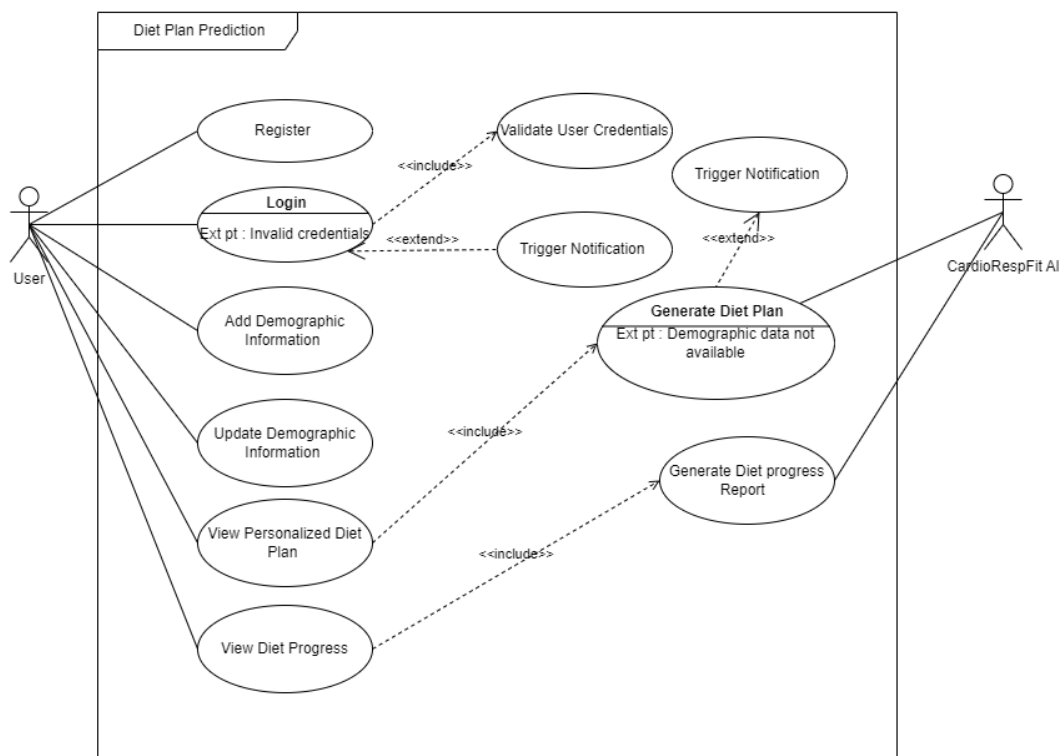 Diet Plan Prediction
Register
Validate User Credentials
<<include>>
Trigger Notification
Login
Ext pt : Invalid credentials
<<extend>>
Trigger Notification
<<extend>>
User
CardioRespFit AI
Generate Diet Plan
Ext pt : Demographic data not
available
Add Demographic
Information
Update Demographic
Information
<<include>>
Generate Diet progress
Report
View Personalized Diet
Plan
<<include>>
View Diet Progress